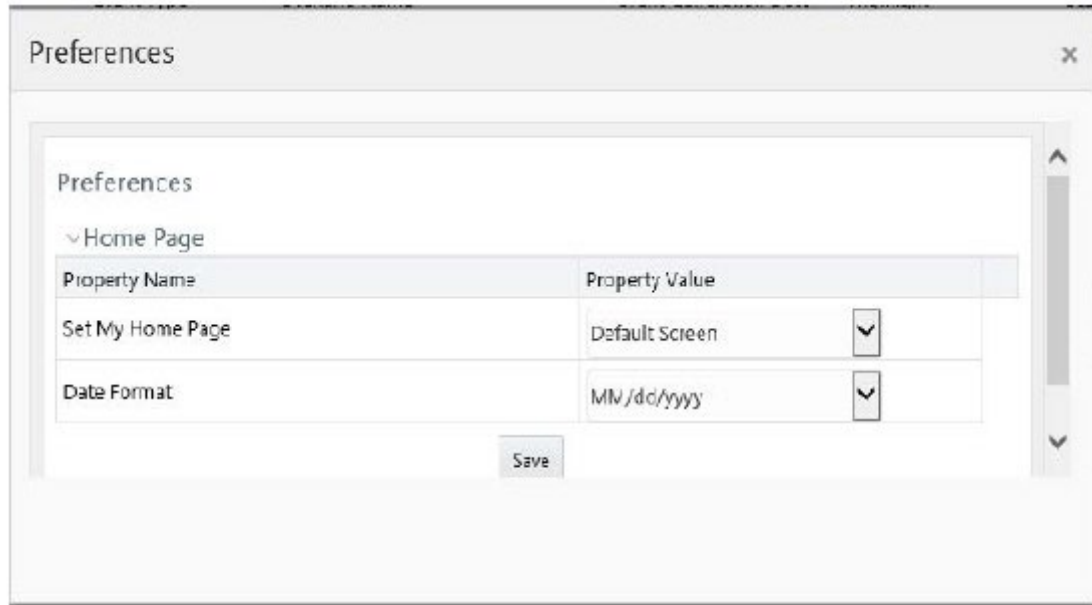 Preferences
×
Preferences
Home Page
Property Name Property Value
Set My Home Page Default Screen
Date Format MM/dd/yyyy
Save